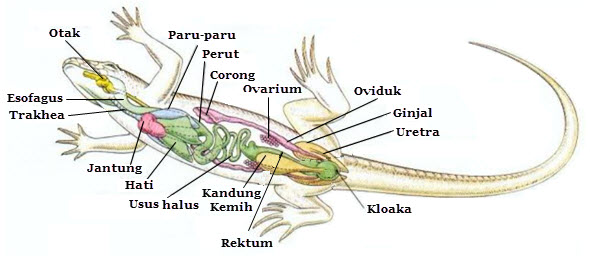 Otak
Paru-paru
Perut
Corong
Ovarium
Oviduk
Ginjal
Uretra
Esofagus
Trakhea
Jantung
Hati
Usus halus
Kandung
Kemih
Rektum
Kloaka